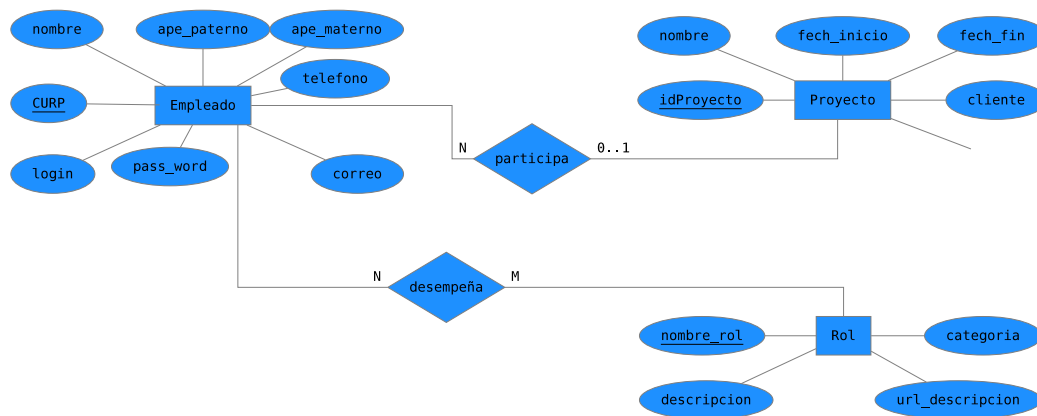 nombre
ape_paterno
ape_materno
telefono
CURP
Empleado
login
pass_word
correo
nombre
fech_inicio
fech_fin
idProyecto
Proyecto
cliente
N
participa
0..1
N
desempeña
M
nombre_rol
Rol
categoria
descripcion
url_descripcion